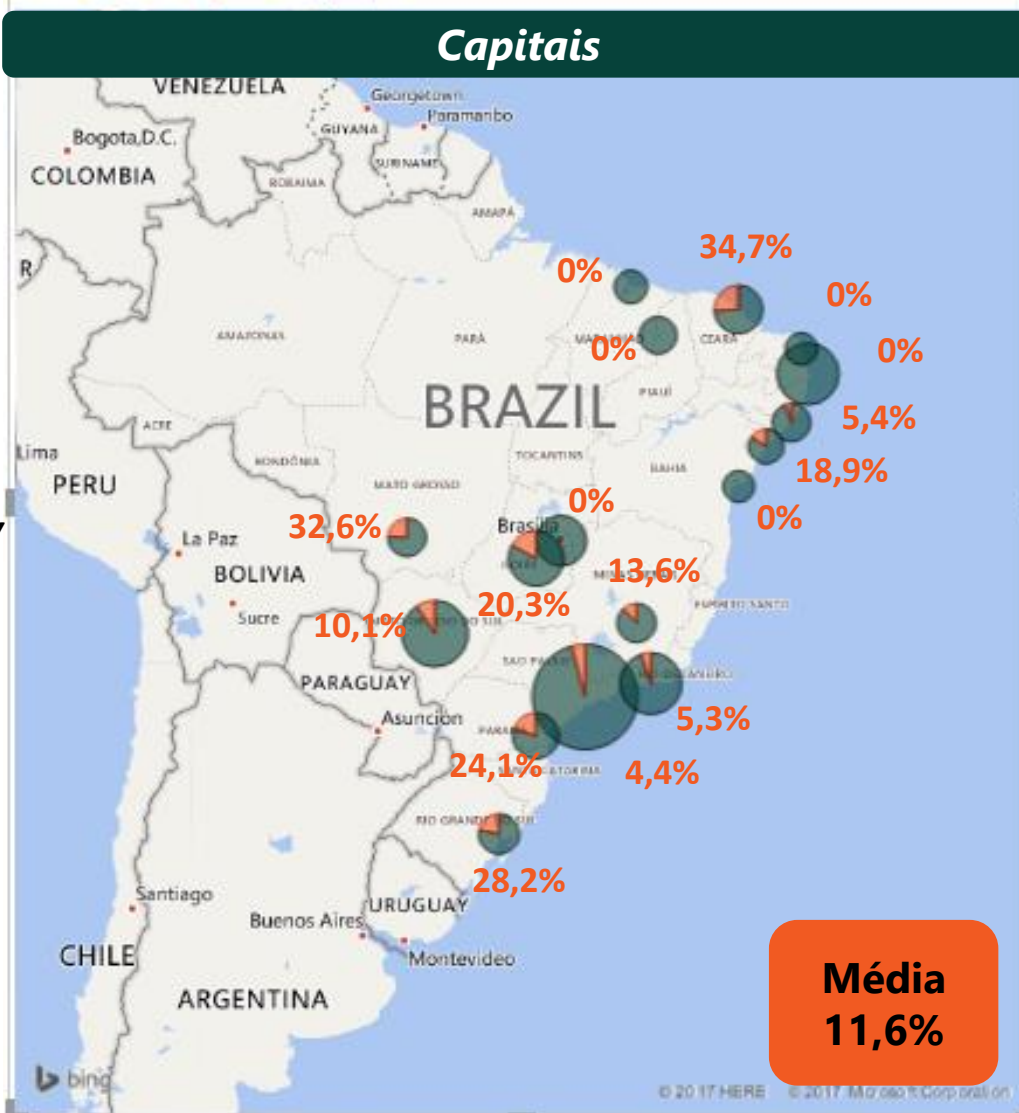 Capitais
VENEZUELA
Georgetown
Paramaribo
GUYANA
Bogota,D.C.
SURINAME
COLOMBIA
RORAIMA
AMAPÁ
34,7%
R
0%
0%
AMAZONAS
PARÁ
CEARÁ
0%
0%
BRAZIL
PIAUÍ
5,4%
ACRE
Lima
RONDÔNIA
TOCANTINS
BAHIA
18,9%
PERU
MATO GROSSO
0%
0%
32,6%
Brasília
La Paz
BOLIVIA
13,6%
20,3%
ESPÍRITO SANTO
Sucre
10,1%
SAO PAULO
PARAGUAY
5,3%
Asunción
24,1%
4,4%
RIO GRANDE DO SUL
28,2%
Santiago
URUGUAY
Buenos Aires
CHILE
Montevideo
Média
11,6%
ARGENTINA
bing
© 2017 HERE © 2017 Microsoft Corporation